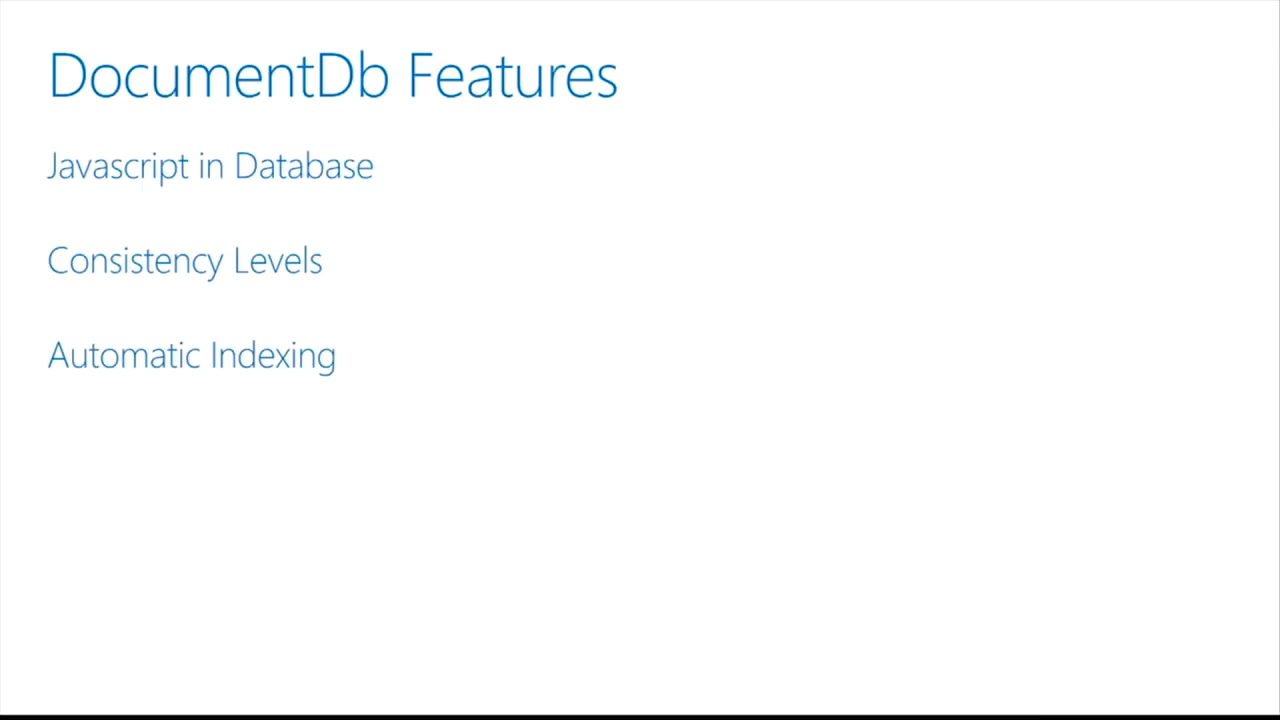 DocumentDb Features
Javascript in Database
Consistency Levels
Automatic Indexing